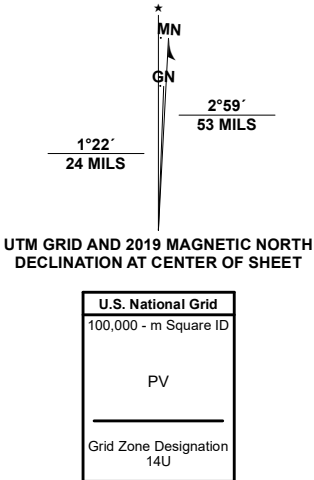 ★
MN
GN
2°59´
53 MILS
1°22´
24 MILS
UTM GRID AND 2019 MAGNETIC NORTH
DECLINATION AT CENTER OF SHEET
U.S. National Grid
100,000 - m Square ID
PV
Grid Zone Designation
14U